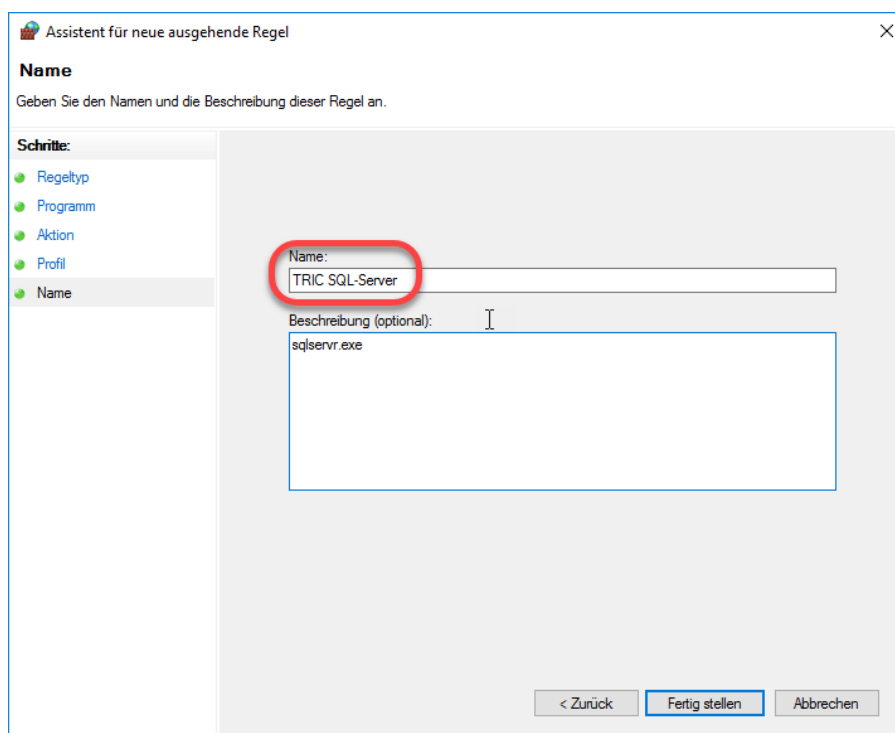 Assistent für neue ausgehende Regel
Name
Geben Sie den Namen und die Beschreibung dieser Regel an.
Schritte:
Regeltyp
Programm
Aktion
Profil
Name
Name:
TRIC SQL-Server
Beschreibung (optional):
sqlservr.exe
< Zurück
Fertig stellen
Abbrechen